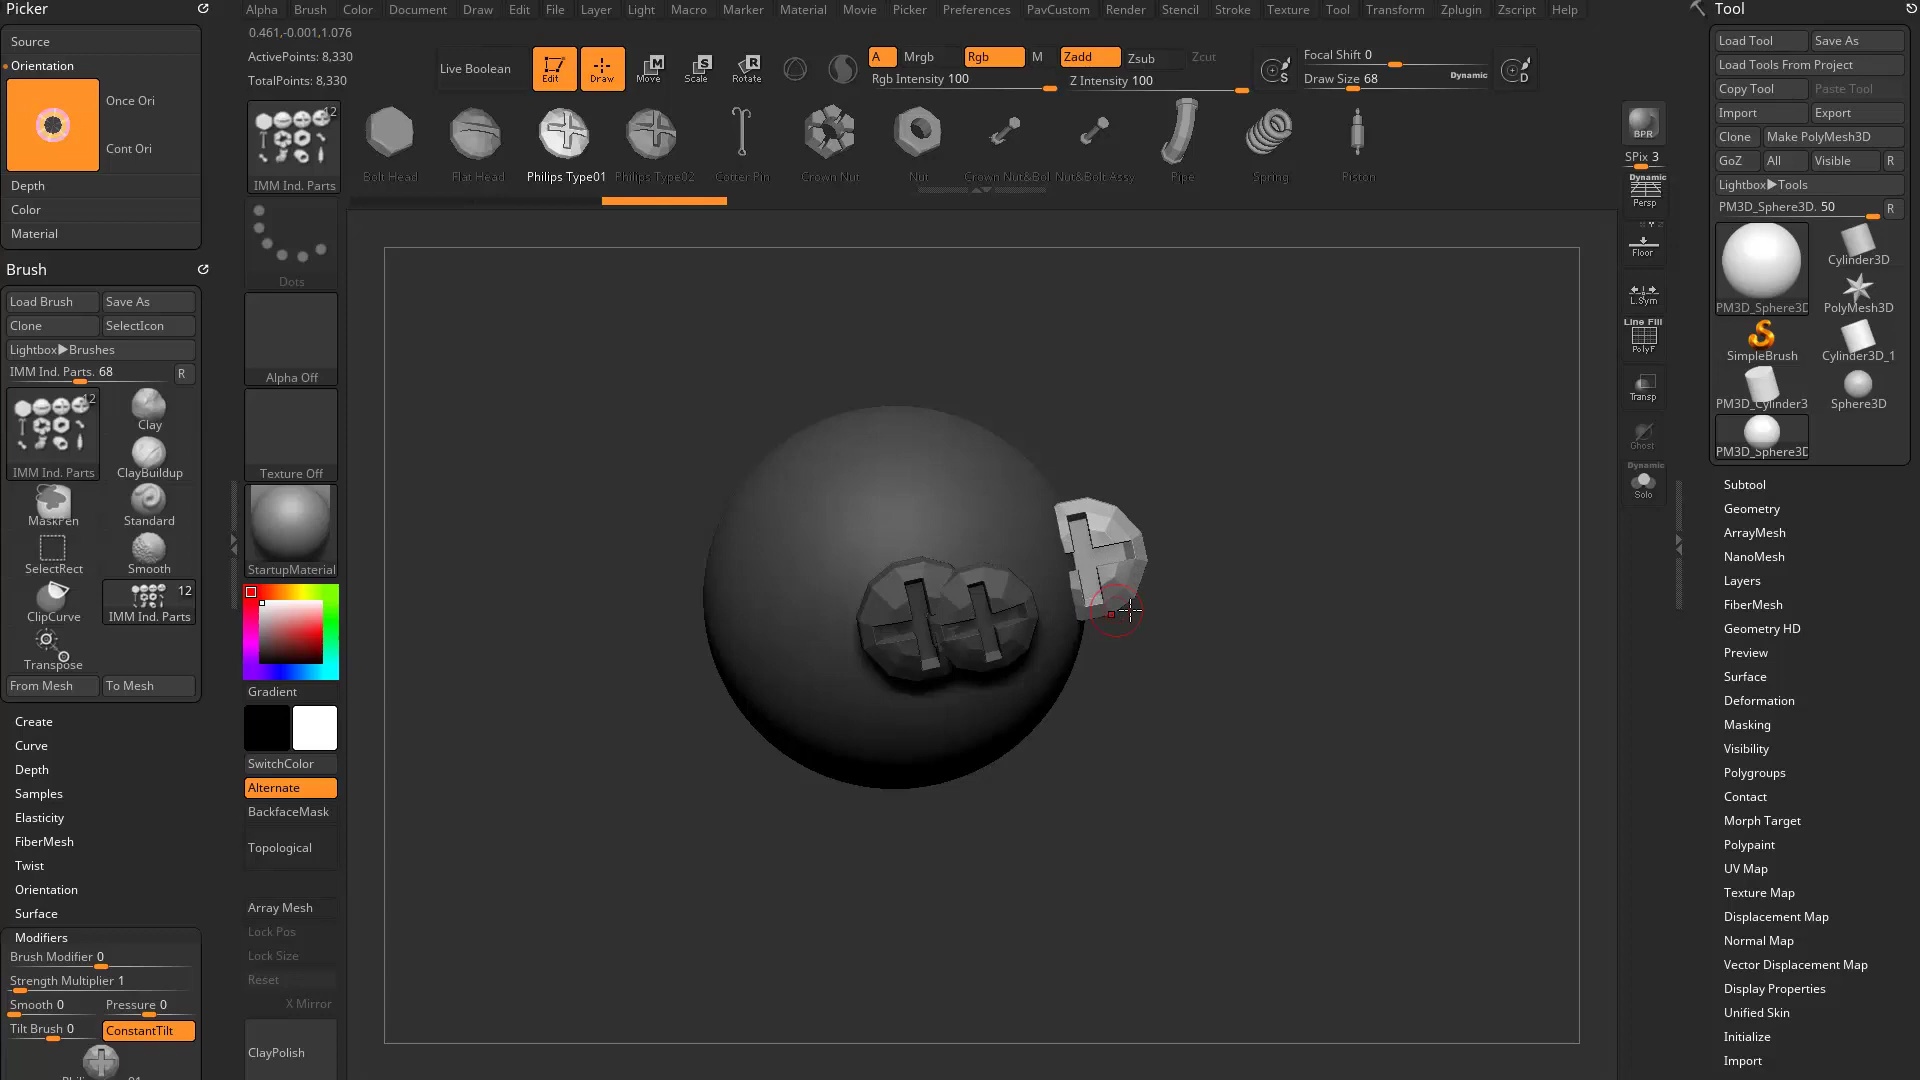 Picker
Source
Orientation
Once Ori
Cont Ori
Depth
Color
Material
Brush
Load Brush Save As
Clone SelectIcon
Lightbox▶Brushes
IMM Ind. Parts. 68 R
12
IMM Ind. Parts
Clay
ClayBuildup
MaskPen Standard
SelectRect Smooth
ClipCurve
12
IMM Ind. Parts
Transpose
From Mesh To Mesh
Create
Curve
Depth
Samples
Elasticity
FiberMesh
Twist
Orientation
Surface
Modifiers
Brush Modifier 0
Strength Multiplier 1
Smooth 0 Pressure 0
Tilt Brush 0 ConstantTilt
Alpha Brush Color Document Draw Edit File Layer Light Macro Marker Material Movie Picker Preferences PavCustom Render Stencil Stroke Texture Tool Transform Zplugin Zscript Help
0.461,-0.001,1.076
ActivePoints: 8,330
TotalPoints: 8,330
Live Boolean
Edit Draw Move Scale Rotate
M S R
A Mrgb Rgb M Zadd Zsub Zcut
Rgb Intensity 100 Z Intensity 100
S
Focal Shift 0
Draw Size 68 Dynamic
D
12
IMM Ind. Parts
Bolt Head Flat Head Philips Type01 Philips Type02 Cotter Pin Crown Nut Nut Crown Nut&Bol Nut&Bolt Assy Pipe Spring Piston
Dots
Alpha Off
Texture Off
StartupMaterial
Gradient
SwitchColor
Alternate
BackfaceMask
Topological
Array Mesh
Lock Pos
Lock Size
Reset
X Mirror
ClayPolish
BPR
SPix 3
Dynamic
Persp
Floor
L.Sym
Line Fill
PolyF
Transp
Ghost
Dynamic
Solo
Tool
Load Tool Save As
Load Tools From Project
Copy Tool Paste Tool
Import Export
Clone Make PolyMesh3D
GoZ All Visible R
Lightbox▶Tools
PM3D_Sphere3D. 50 R
PM3D_Sphere3D
Cylinder3D
PolyMesh3D
SimpleBrush Cylinder3D_1
PM3D_Cylinder3 Sphere3D
PM3D_Sphere3D
Subtool
Geometry
ArrayMesh
NanoMesh
Layers
FiberMesh
Geometry HD
Preview
Surface
Deformation
Masking
Visibility
Polygroups
Contact
Morph Target
Polypaint
UV Map
Texture Map
Displacement Map
Normal Map
Vector Displacement Map
Display Properties
Unified Skin
Initialize
Import